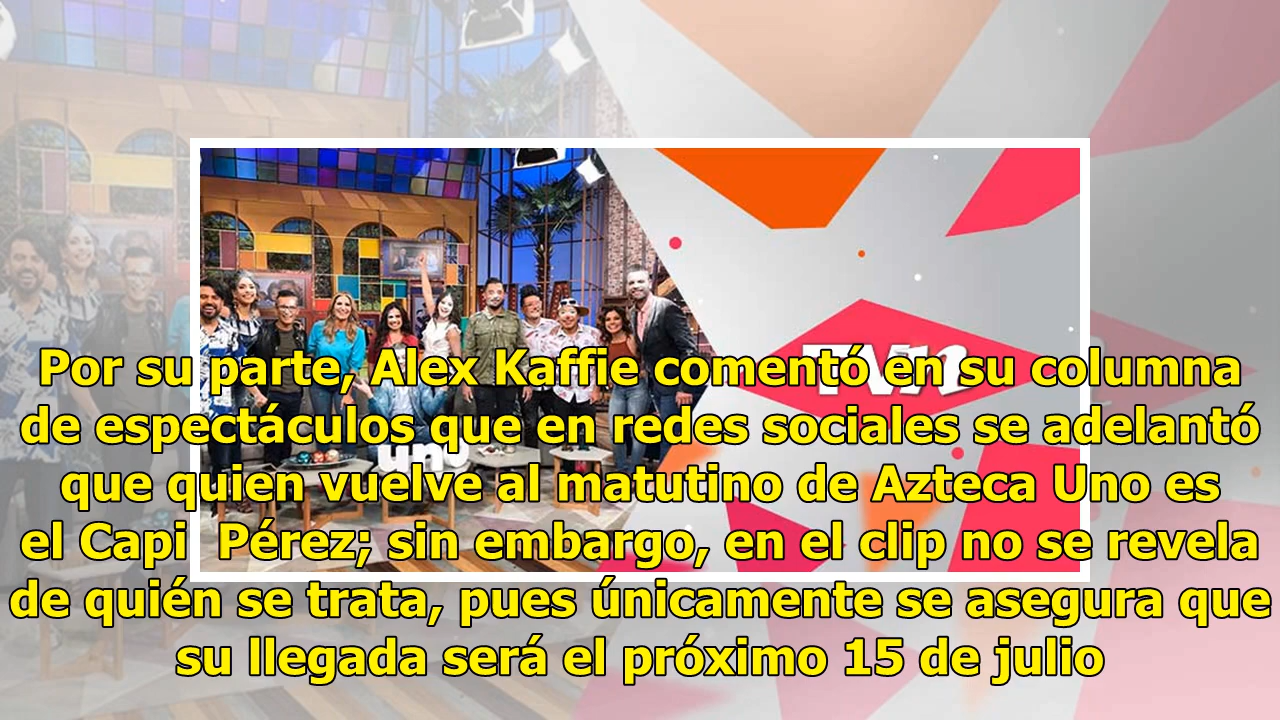 Por su parte, Alex Kaffie comentó en su columna
de espectáculos que en redes sociales se adelantó
que quien vuelve al matutino de Azteca Uno es
el Capi  Pérez; sin embargo, en el clip no se revela
de quién se trata, pues únicamente se asegura que
su llegada será el próximo 15 de julio
TVn
uno